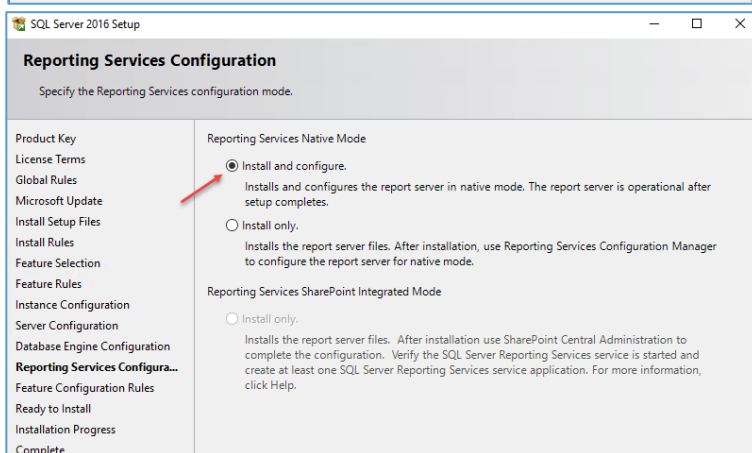 SQL Server 2016 Setup
Reporting Services Configuration
Specify the Reporting Services configuration mode.
Product Key
License Terms
Global Rules
Microsoft Update
Install Setup Files
Install Rules
Feature Selection
Feature Rules
Instance Configuration
Server Configuration
Database Engine Configuration
Reporting Services Configura...
Feature Configuration Rules
Ready to Install
Installation Progress
Complete
Reporting Services Native Mode
Install and configure.
Installs and configures the report server in native mode. The report server is operational after
setup completes.
Install only.
Installs the report server files. After installation, use Reporting Services Configuration Manager
to configure the report server for native mode.
Reporting Services SharePoint Integrated Mode
Install only.
Installs the report server files. After installation use SharePoint Central Administration to
complete the configuration. Verify the SQL Server Reporting Services service is started and
create at least one SQL Server Reporting Services service application. For more information,
click Help.